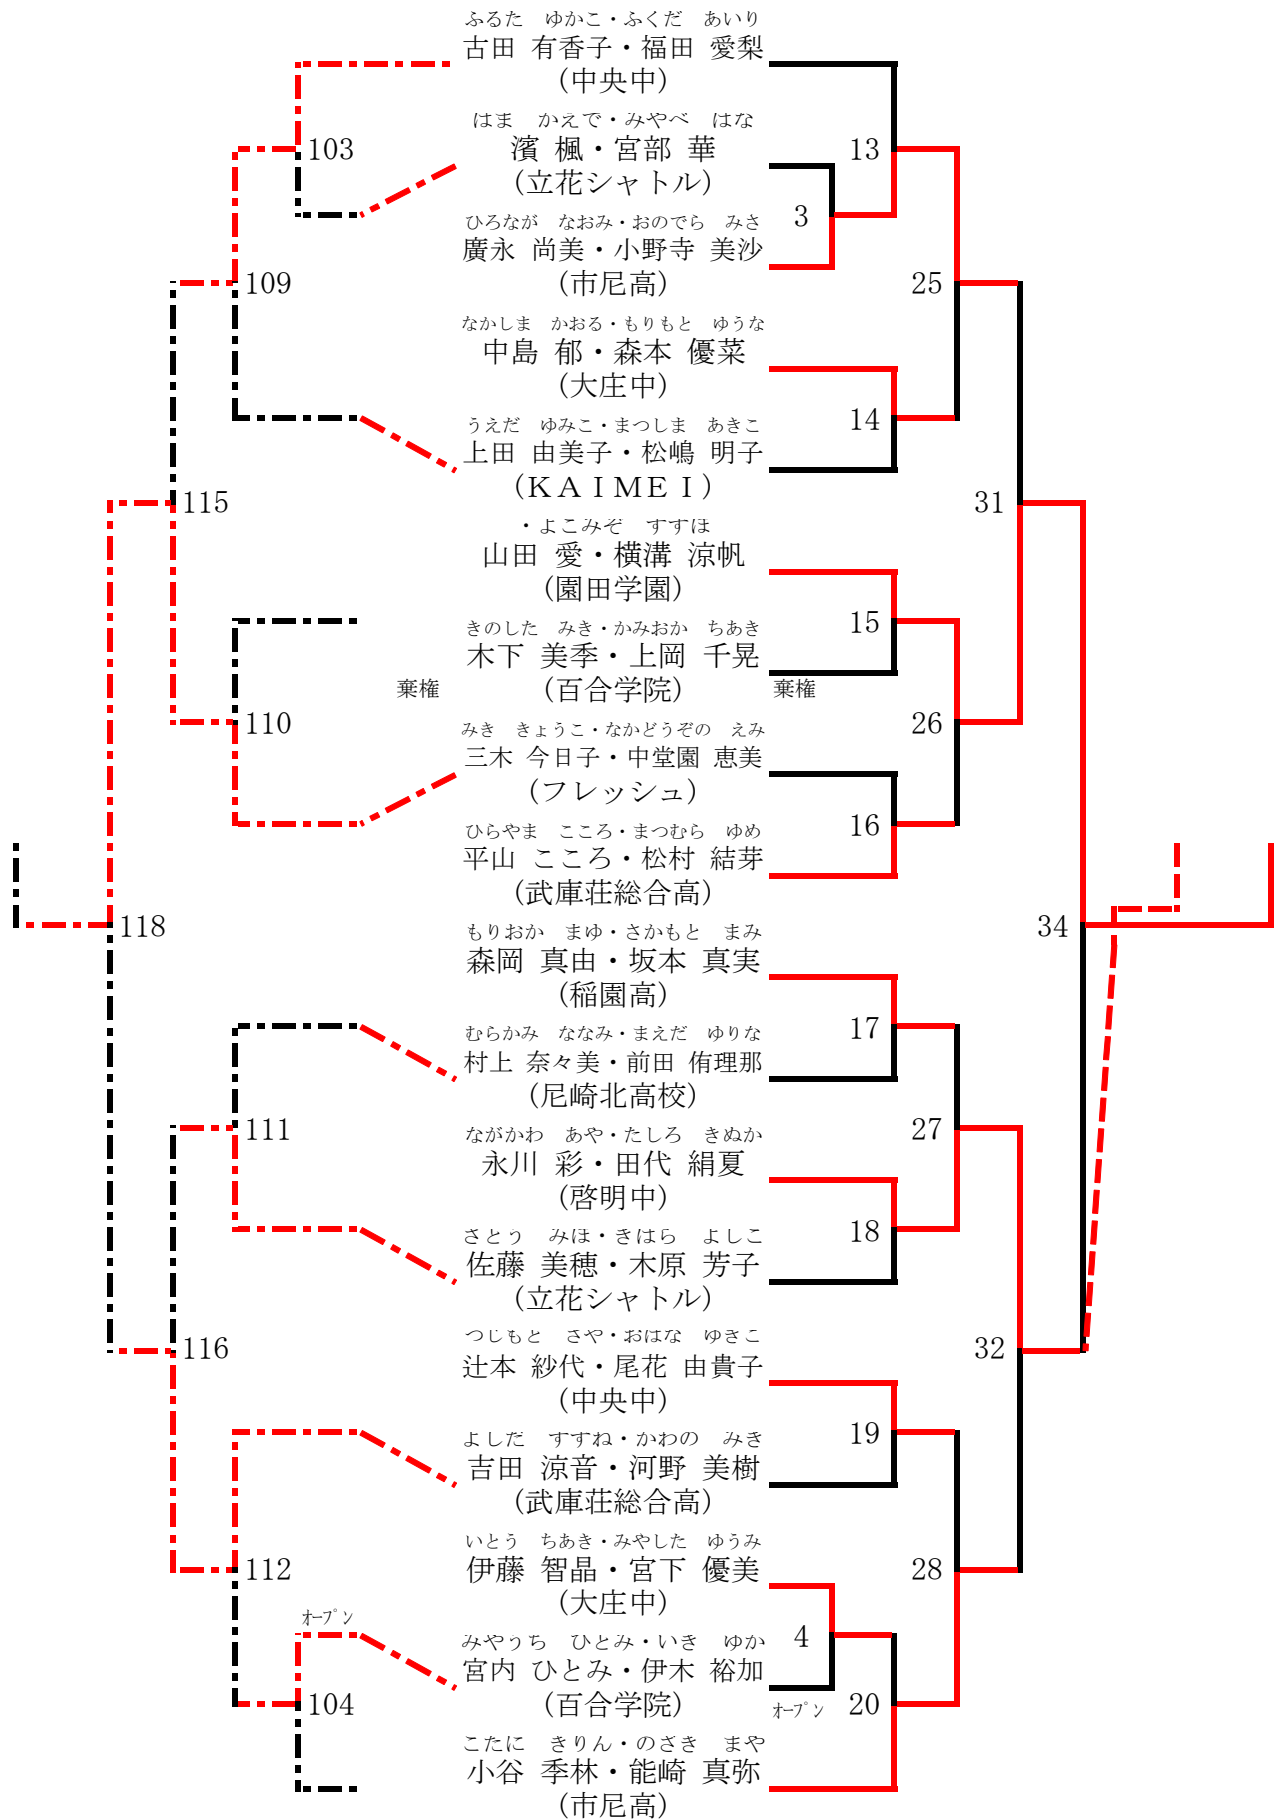 ふるた ゆかこ・ふくだ あいり
古田 有香子・福田 愛梨
(中央中)
はま かえで・みやべ はな
103
濱 楓・宮部 華
13
(立花シャトル)
3
ひろなが なおみ・おのでら みさ
廣永 尚美・小野寺 美沙
(市尼高)
109
25
なかしま かおる・もりもと ゆうな
中島 郁・森本 優菜
(大庄中)
14
うえだ ゆみこ・まつしま あきこ
上田 由美子・松嶋 明子
(KAIMEI)
115
31
・よこみぞ すずほ
山田 愛・横溝 涼帆
(園田学園)
15
きのした みき・かみおか ちあき
木下 美季・上岡 千晃
棄権
(百合学院)
棄権
110
26
みき きょうこ・なかどうぞの えみ
三木 今日子・中堂園 恵美
(フレッシュ)
16
ひらやま こころ・まつむら ゆめ
平山 こころ・松村 結芽
(武庫荘総合高)
118
34
もりおか まゆ・さかもと まみ
森岡 真由・坂本 真実
(稲園高)
17
むらかみ ななみ・まえだ ゆりな
村上 奈々美・前田 侑理那
(尼崎北高校)
111
27
ながかわ あや・たしろ きぬか
永川 彩・田代 絹夏
(啓明中)
18
さとう みほ・きはら よしこ
佐藤 美穂・木原 芳子
(立花シャトル)
116
32
つじもと さや・おはな ゆきこ
辻本 紗代・尾花 由貴子
(中央中)
19
よしだ すずね・かわの みき
吉田 涼音・河野 美樹
(武庫荘総合高)
いとう ちあき・みやした ゆうみ
112
伊藤 智晶・宮下 優美
28
(大庄中)
オープン
4
みやうち ひとみ・いき ゆか
宮内 ひとみ・伊木 裕加
104
(百合学院)
オープン
20
こたに きりん・のざき まや
小谷 季林・能崎 真弥
(市尼高)